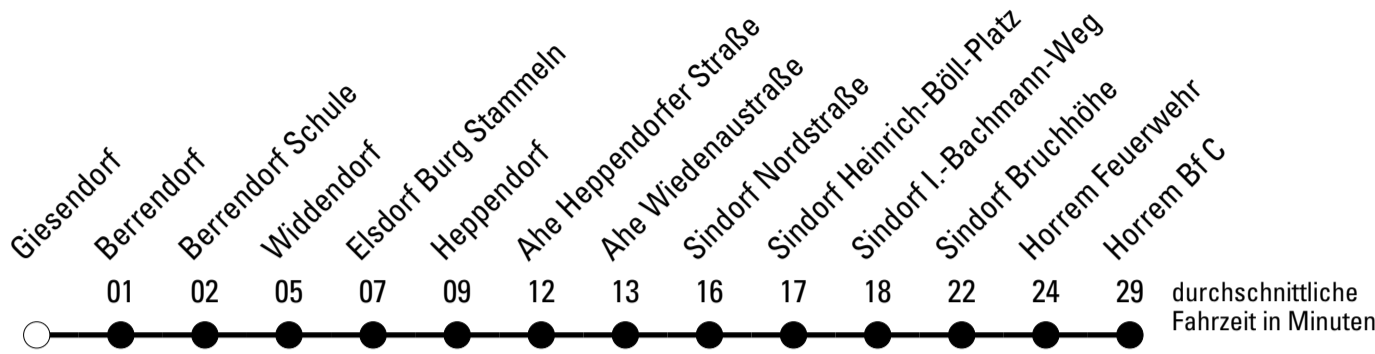 Giesendorf
Berrendorf
Berrendorf Schule
Widdendorf
Elsdorf Burg Stammeln
Heppendorf
Ahe Heppendorfer Straße
Ahe Wiedenaustraße
Sindorf Nordstraße
Sindorf Heinrich-Böll-Platz
Sindorf I.-Bachmann-Weg
Sindorf Bruchhöhe
Horrem Feuerwehr
Horrem Bf C
01 02 05 07 09 12 13 16 17 18 22 24 29
durchschnittliche
Fahrzeit in Minuten